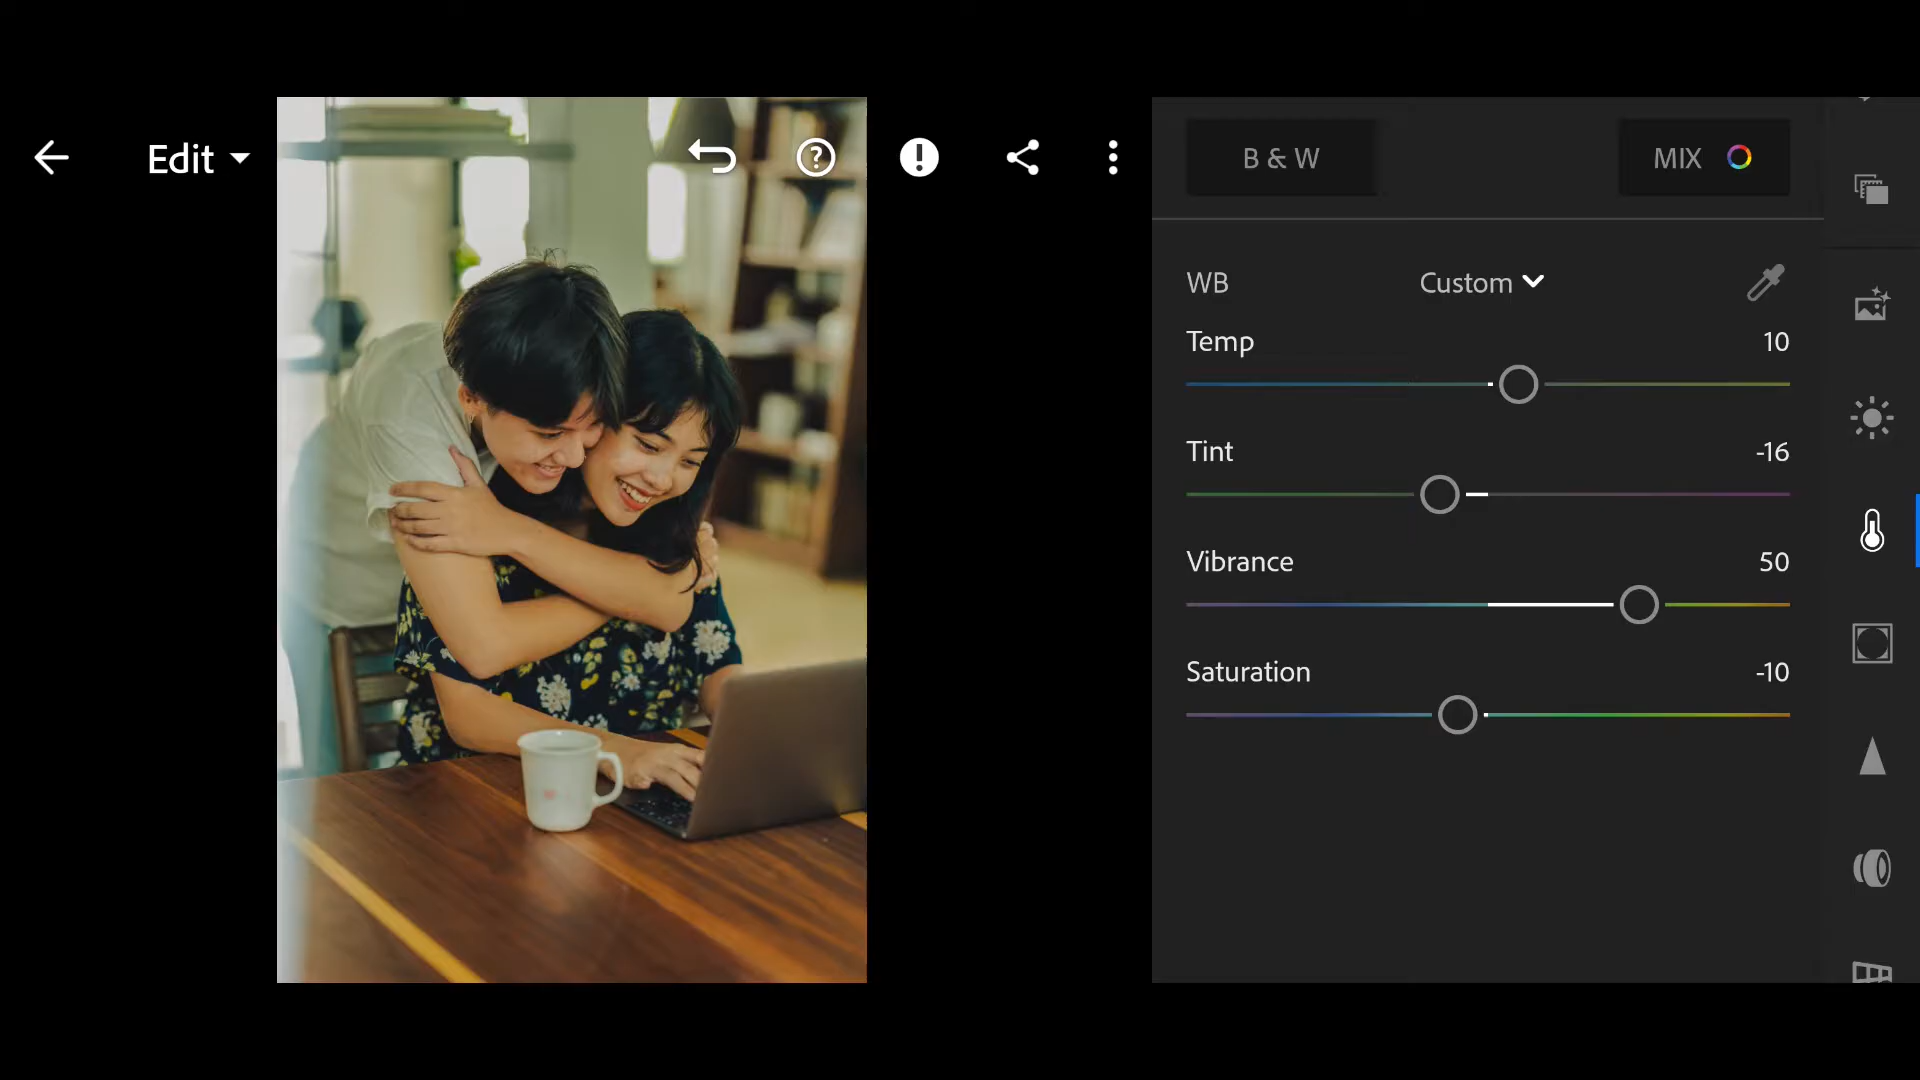 Edit
B & W
MIX
WB Custom
Temp 10
Tint -16
Vibrance 50
Saturation -10